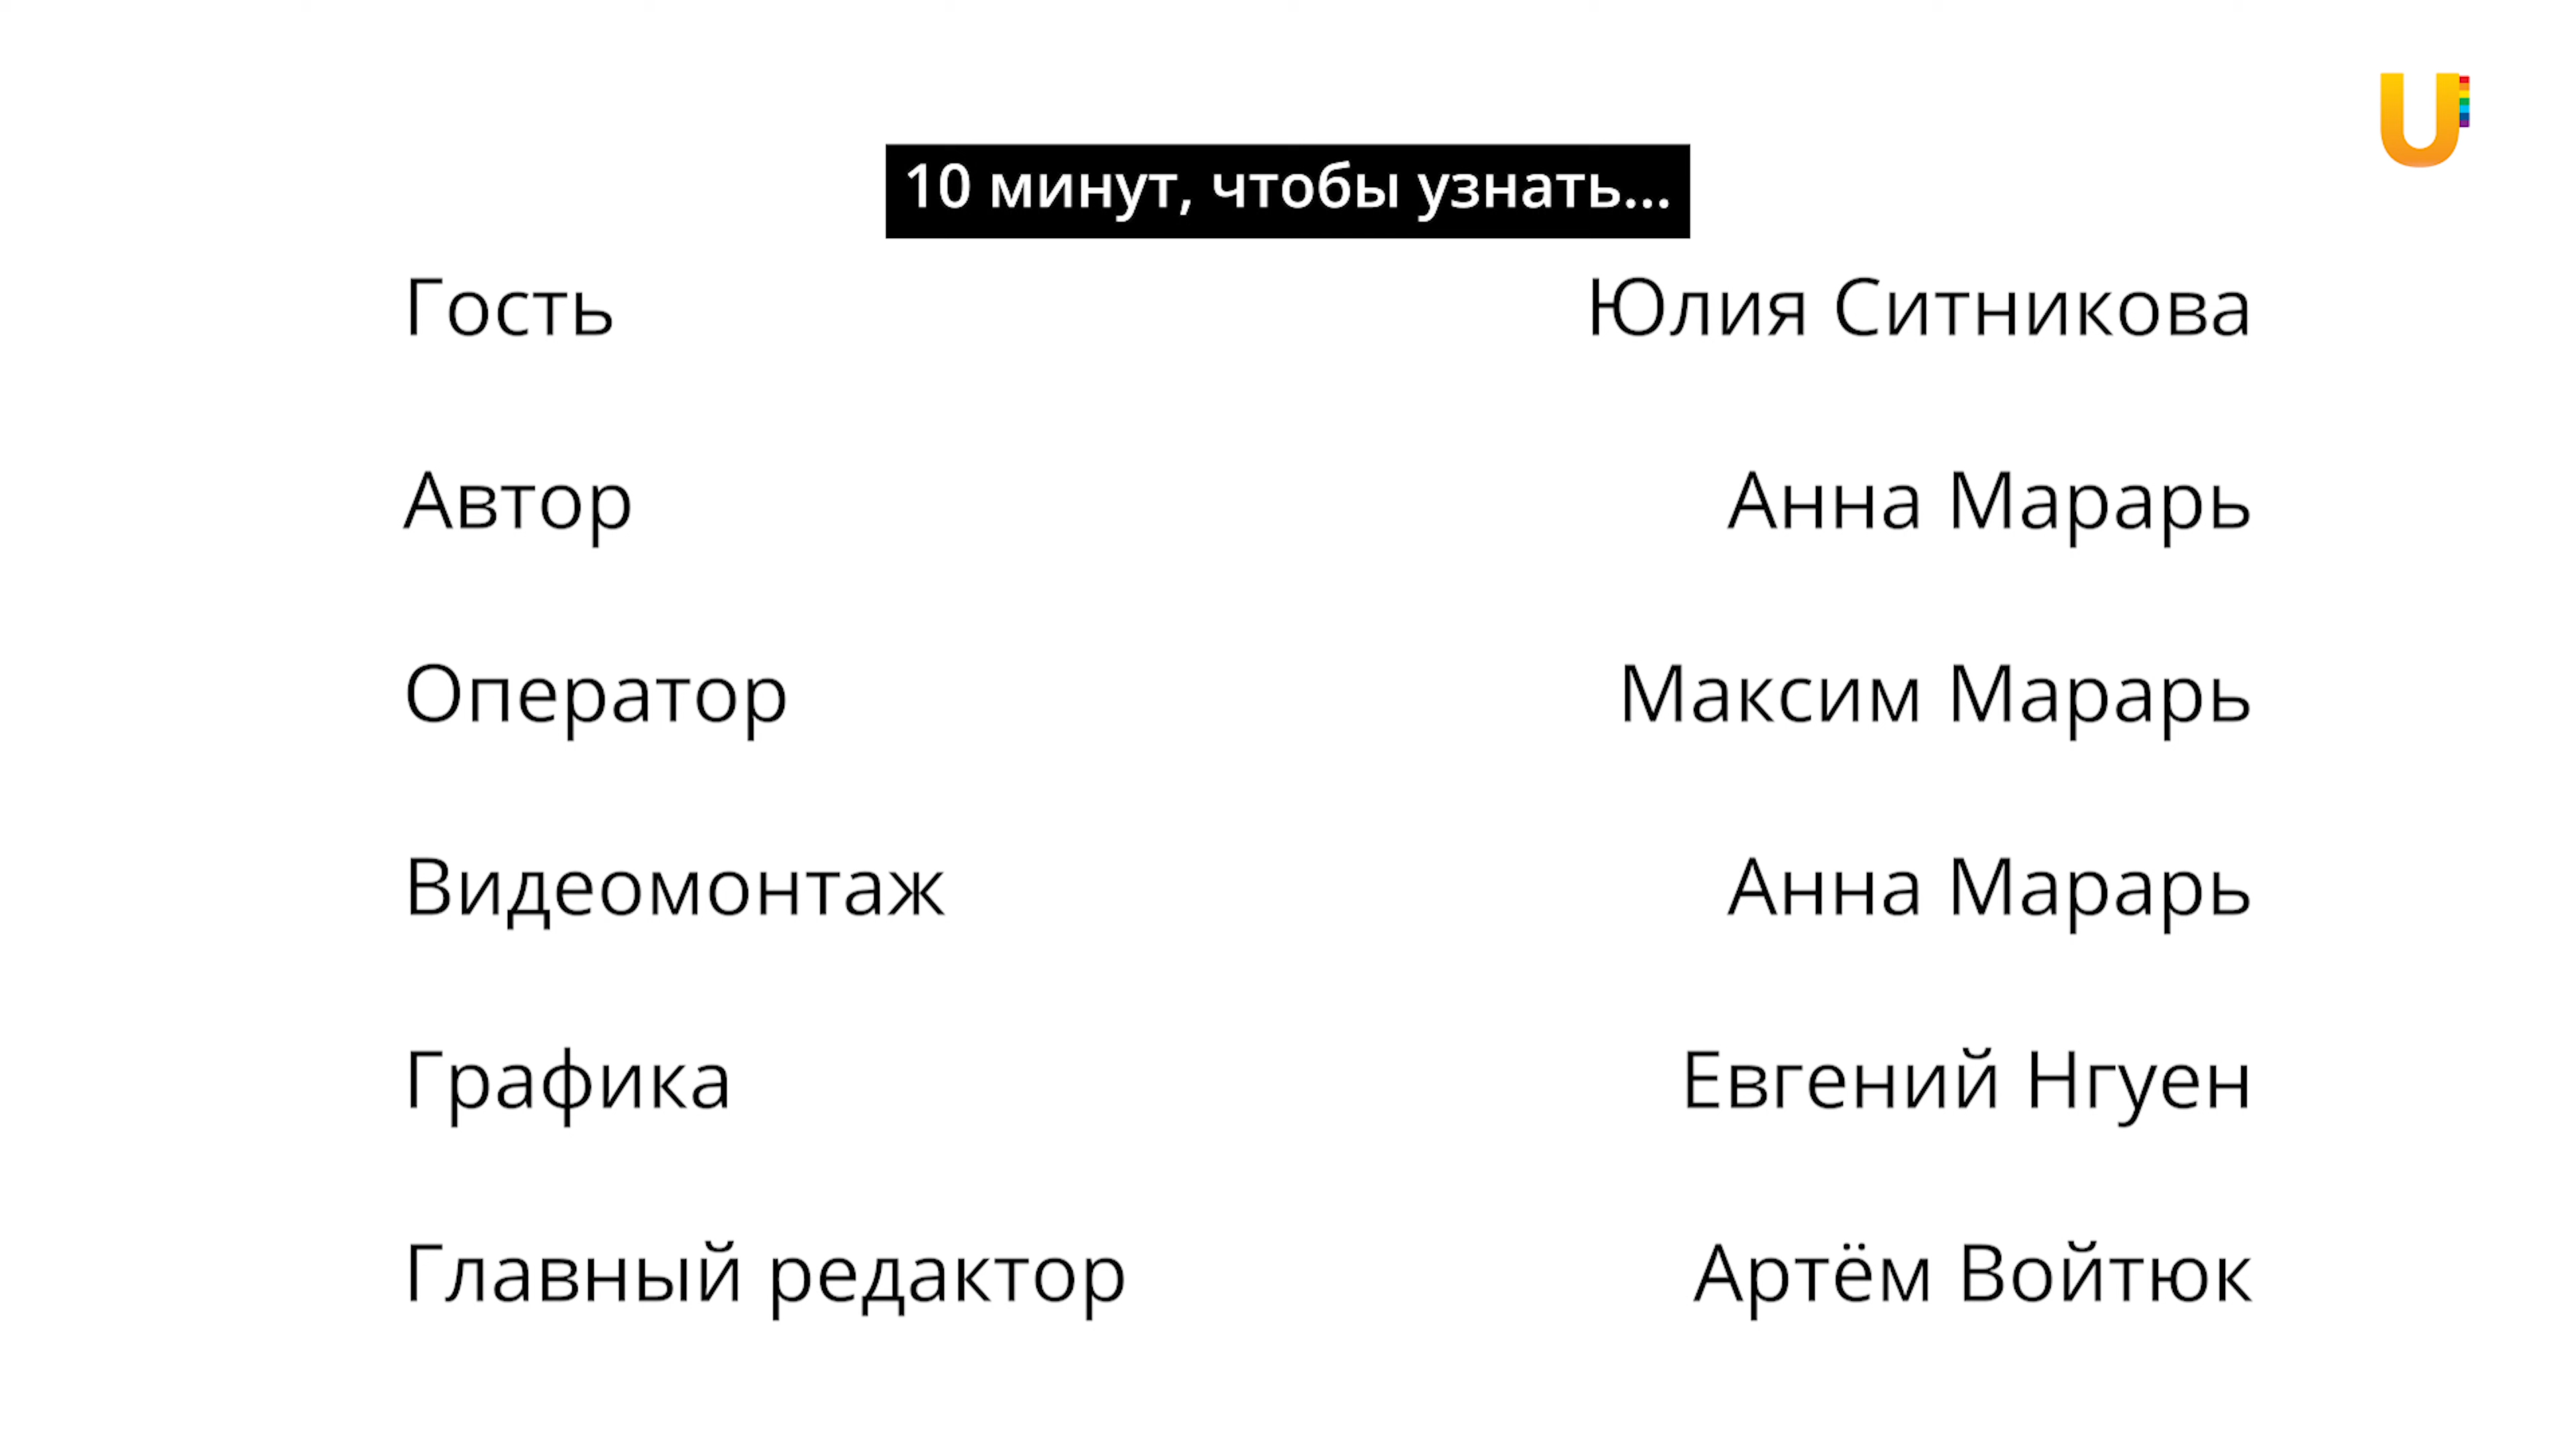 U
10 минут, чтобы узнать...
Гость Юлия Ситникова
Автор Анна Марарь
Оператор Максим Марарь
Видеомонтаж Анна Марарь
Графика Евгений Нгуен
Главный редактор Артём Войтюк